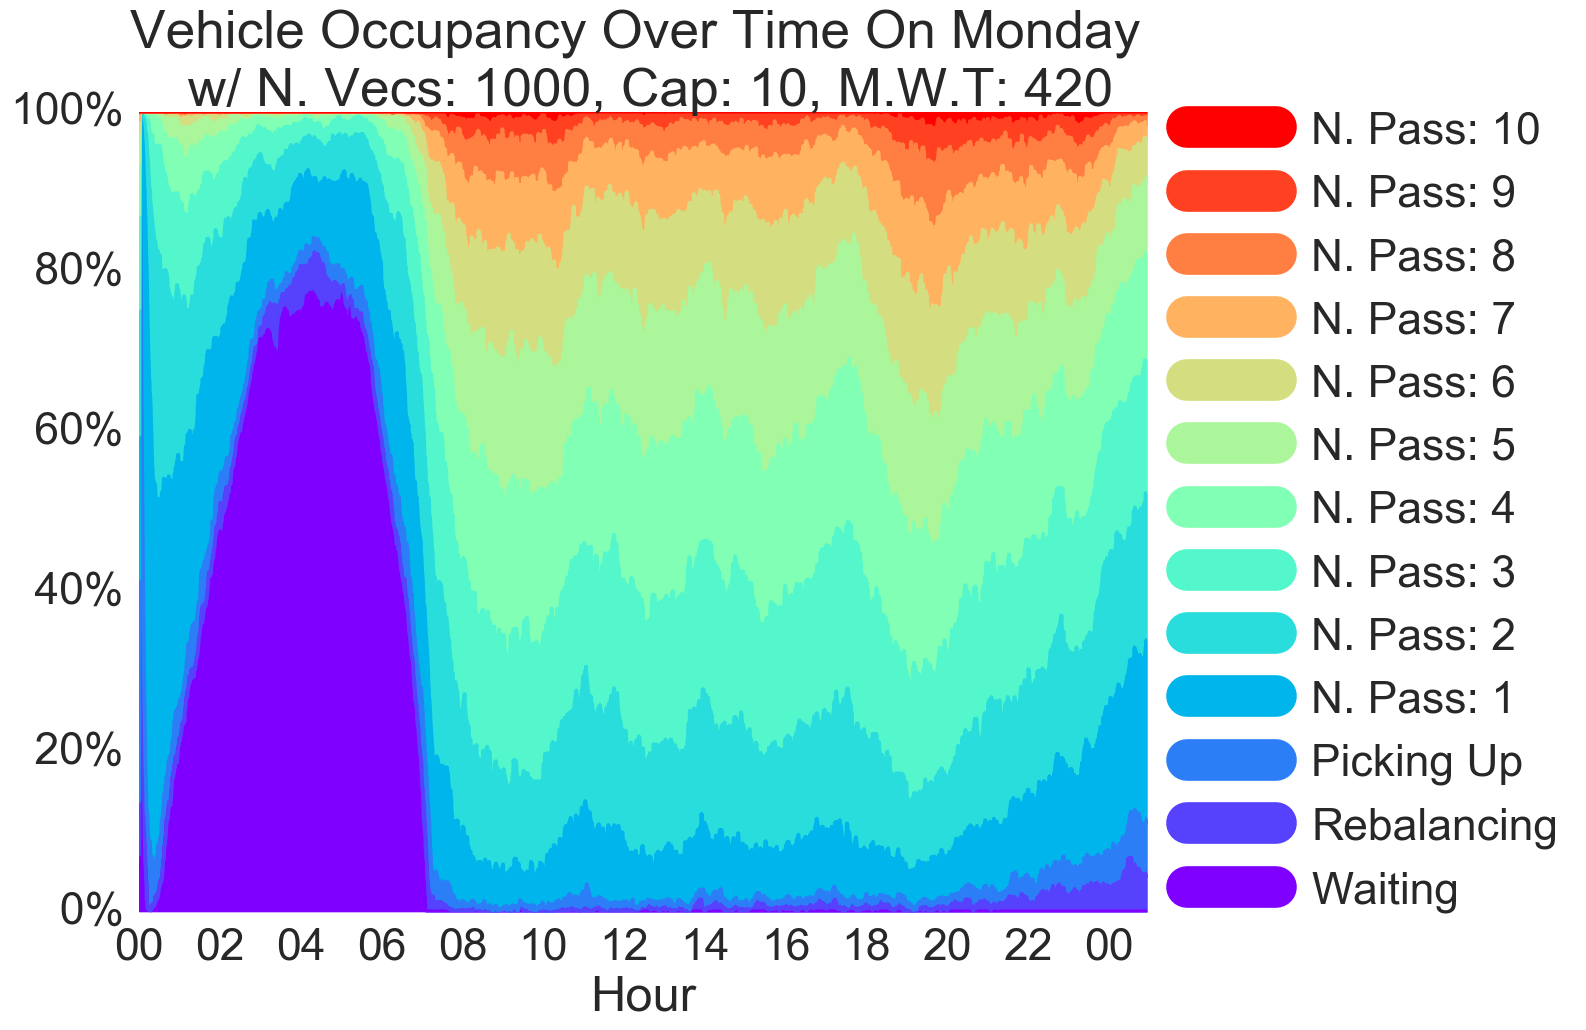 Vehicle Occupancy Over Time On Monday
w/ N. Vecs: 1000, Cap: 10, M.W.T: 420
100%
80%
60%
40%
20%
0%
00 02 04 06 08 10 12 14 16 18 20 22 00
Hour
N. Pass: 10
N. Pass: 9
N. Pass: 8
N. Pass: 7
N. Pass: 6
N. Pass: 5
N. Pass: 4
N. Pass: 3
N. Pass: 2
N. Pass: 1
Picking Up
Rebalancing
Waiting